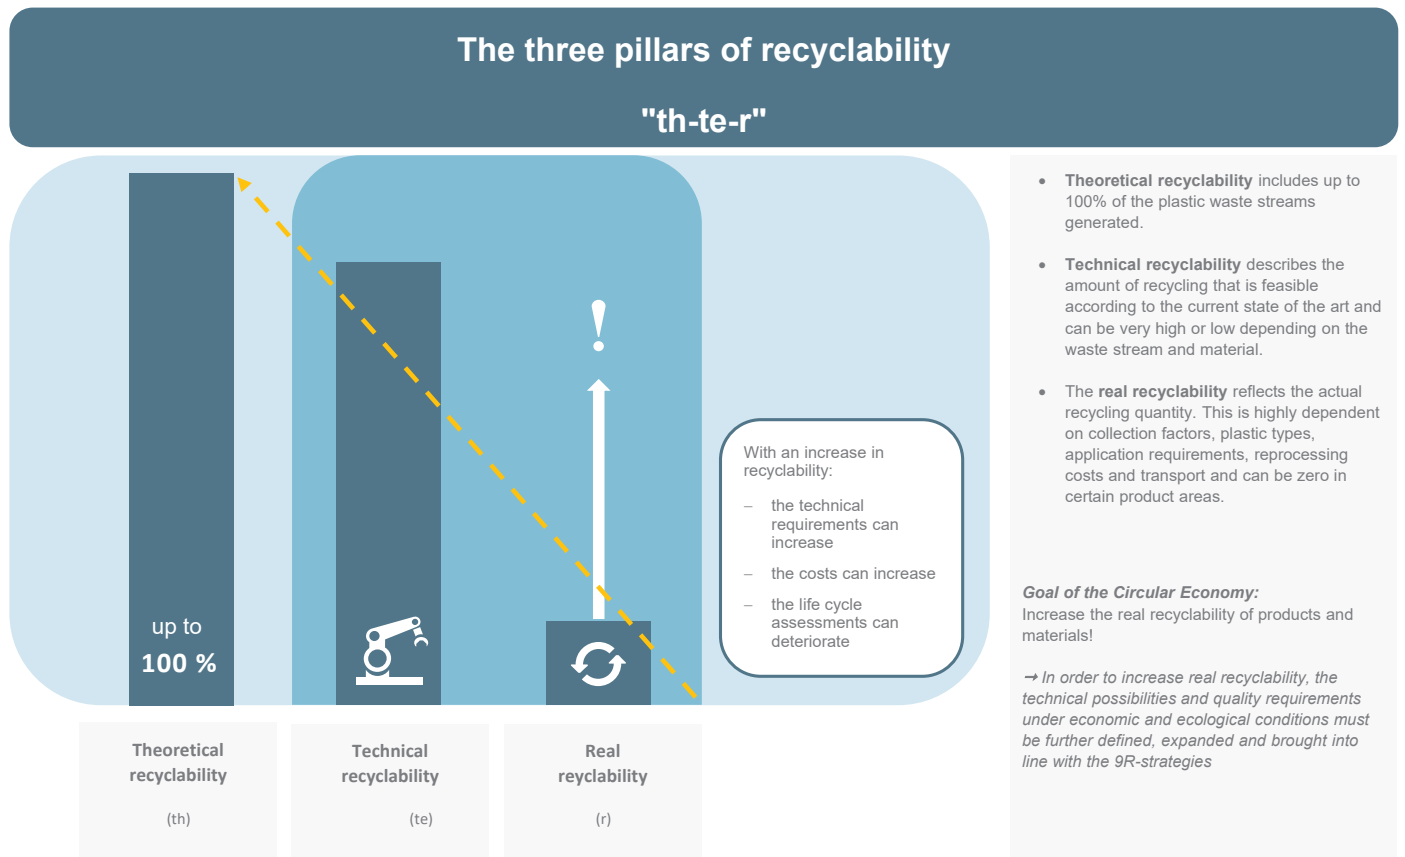 The three pillars of recyclability
"th-te-r"
up to
100 %
With an increase in
recyclability:
– the technical
requirements can
increase
– the costs can increase
– the life cycle
assessments can
deteriorate
Theoretical
recyclability
(th)
Technical
recyclability
(te)
Real
reyclability
(r)
• Theoretical recyclability includes up to
100% of the plastic waste streams
generated.
• Technical recyclability describes the
amount of recycling that is feasible
according to the current state of the art and
can be very high or low depending on the
waste stream and material.
• The real recyclability reflects the actual
recycling quantity. This is highly dependent
on collection factors, plastic types,
application requirements, reprocessing
costs and transport and can be zero in
certain product areas.
Goal of the Circular Economy:
Increase the real recyclability of products and
materials!
➞ In order to increase real recyclability, the
technical possibilities and quality requirements
under economic and ecological conditions must
be further defined, expanded and brought into
line with the 9R-strategies